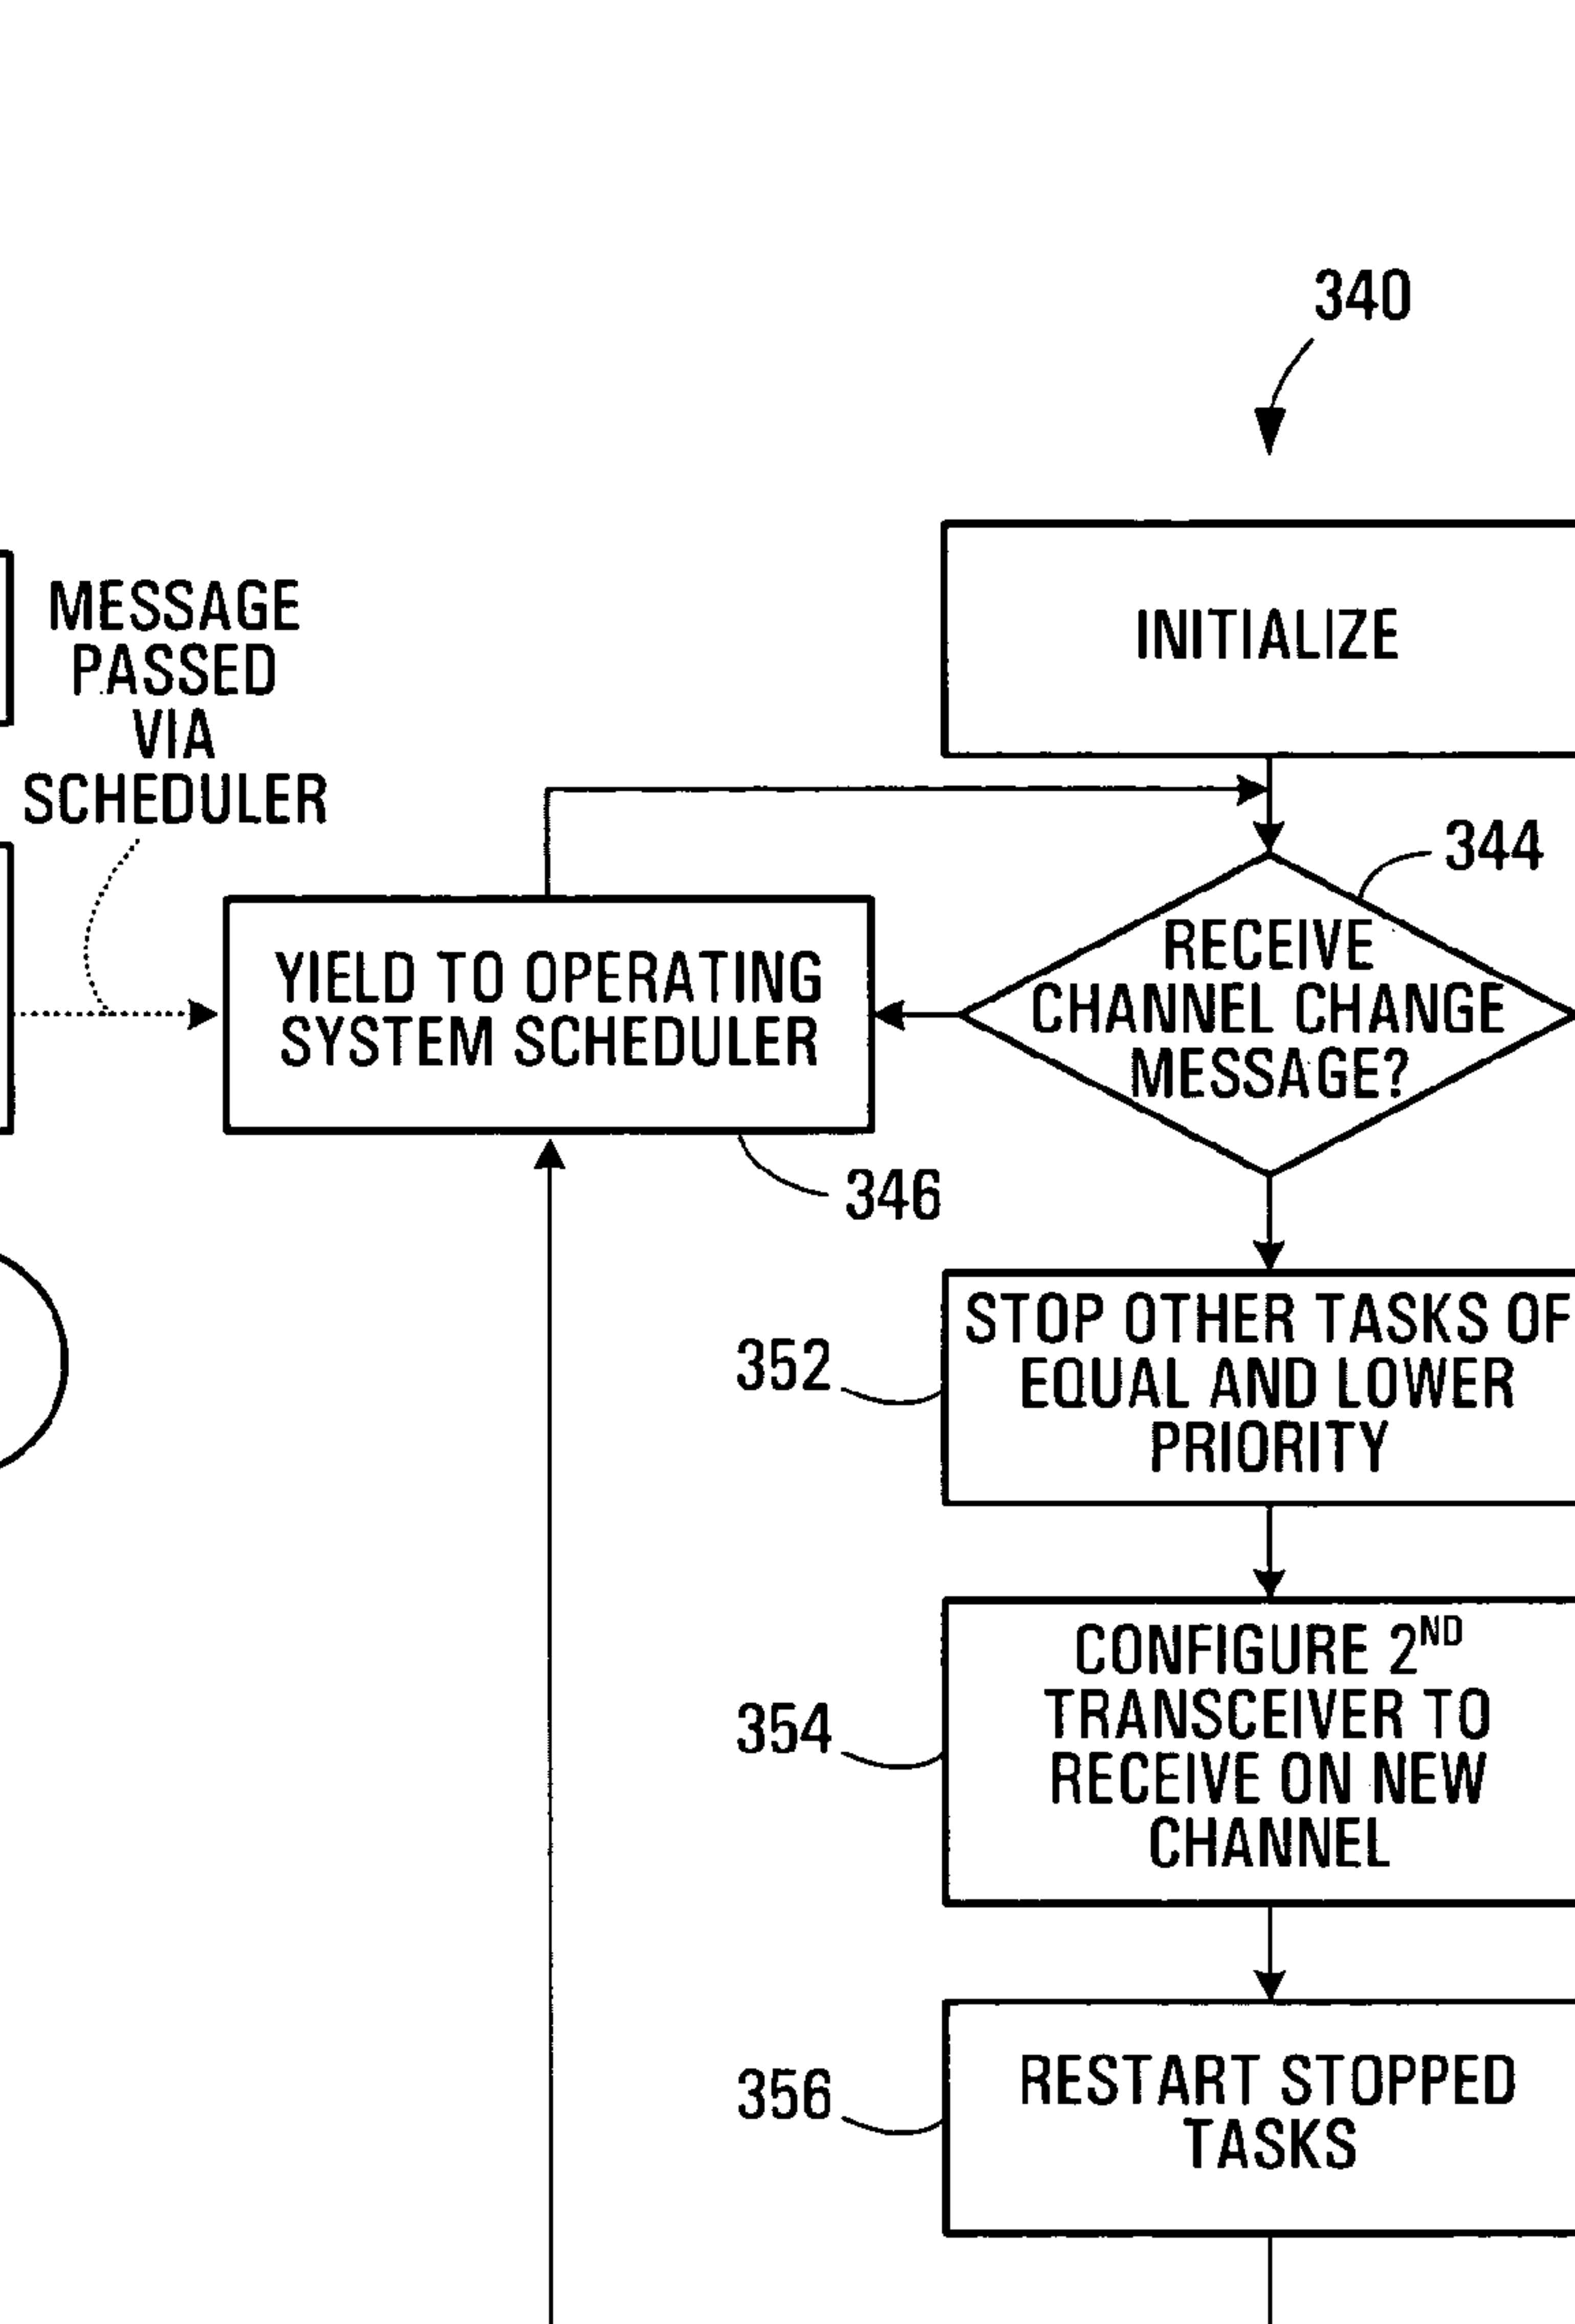 340
INITIALIZE
MESSAGE
PASSED
VIA
SCHEDULER
344
RECEIVE
CHANNEL CHANGE
MESSAGE?
YIELD TO OPERATING
SYSTEM SCHEDULER
346
STOP OTHER TASKS OF
EQUAL AND LOWER
PRIORITY
352
CONFIGURE 2ND
TRANSCEIVER TO
RECEIVE ON NEW
CHANNEL
354
RESTART STOPPED
TASKS
356